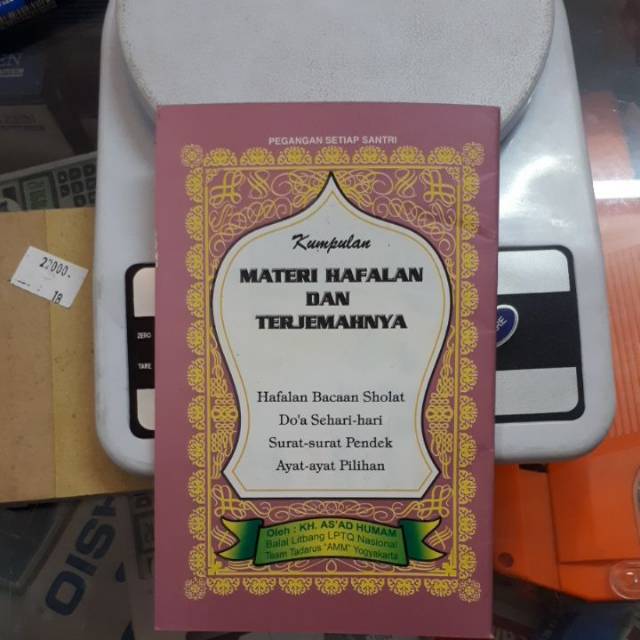 PEGANGAN SETIAP SANTRI
Kumpulan
MATERI HAFALAN
DAN
TERJEMAHNYA
Hafalan Bacaan Sholat
Do'a Sehari-hari
Surat-surat Pendek
Ayat-ayat Pilihan
Oleh : KH. AS'AD HUMAM
Balai Litbang LPTQ Nasional
Team Tadarus "AMM" Yogyakarta
18
ZERO
TARE